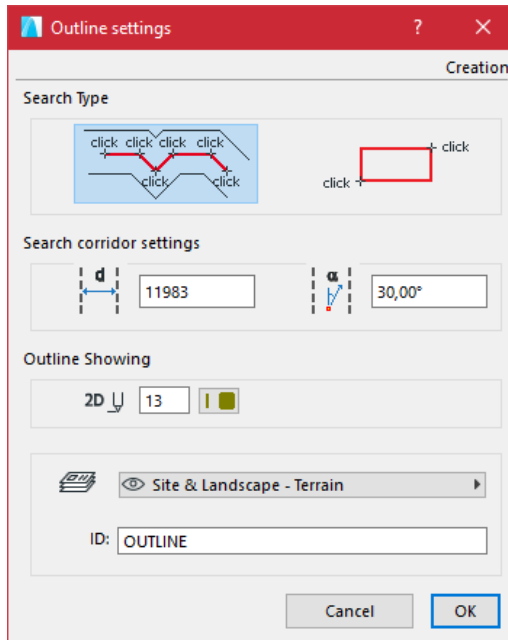 Outline settings ?
Creation
Search Type
click click click click
click click
click
click
Search corridor settings
d
11983
α
30,00°
Outline Showing
2D
13
Site & Landscape - Terrain
ID: OUTLINE
Cancel OK